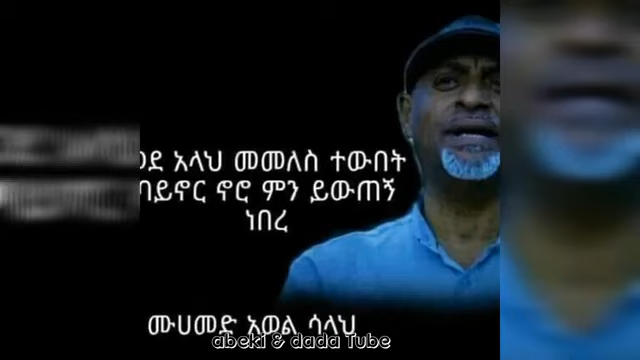 ወደ አላህ መመለስ ተውበት
ባይኖር ኖሮ ምን ይውጠኝ
ነበረ
ሙሀመድ አወል ሳላህ
abeki & dada Tube